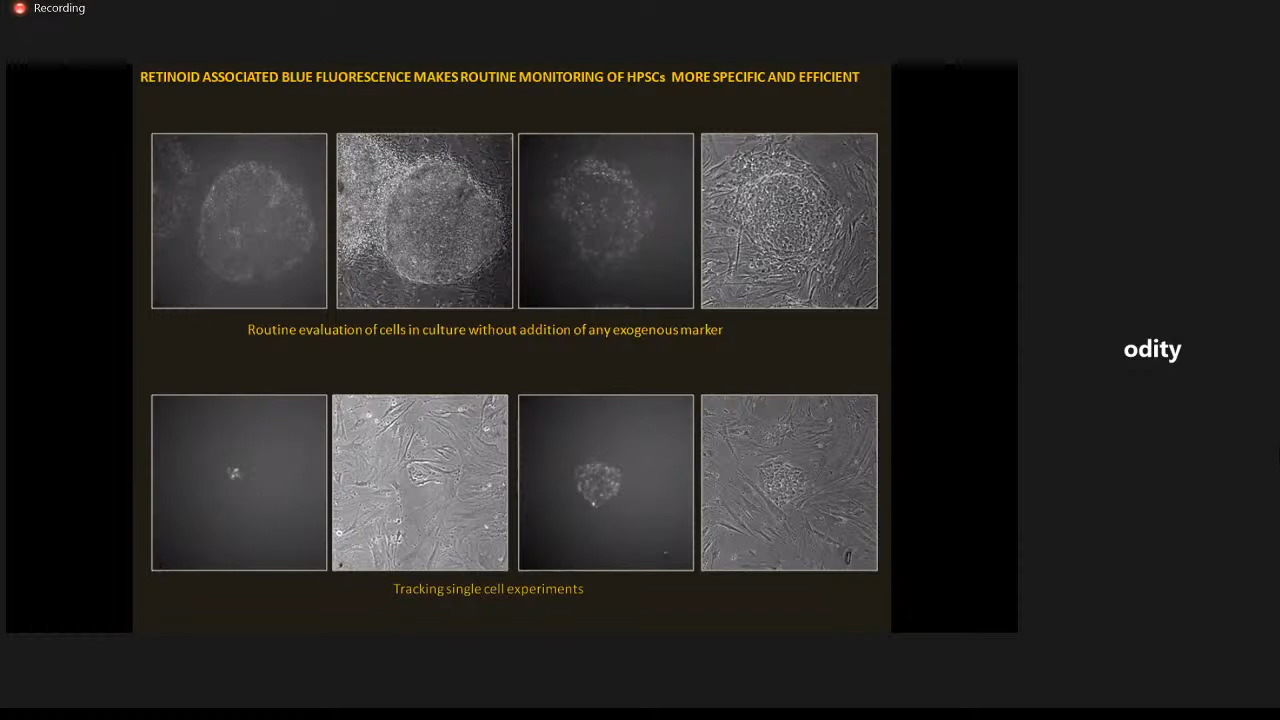 Recording
RETINOID ASSOCIATED BLUE FLUORESCENCE MAKES ROUTINE MONITORING OF HPSCs MORE SPECIFIC AND EFFICIENT
Routine evaluation of cells in culture without addition of any exogenous marker
odity
Tracking single cell experiments